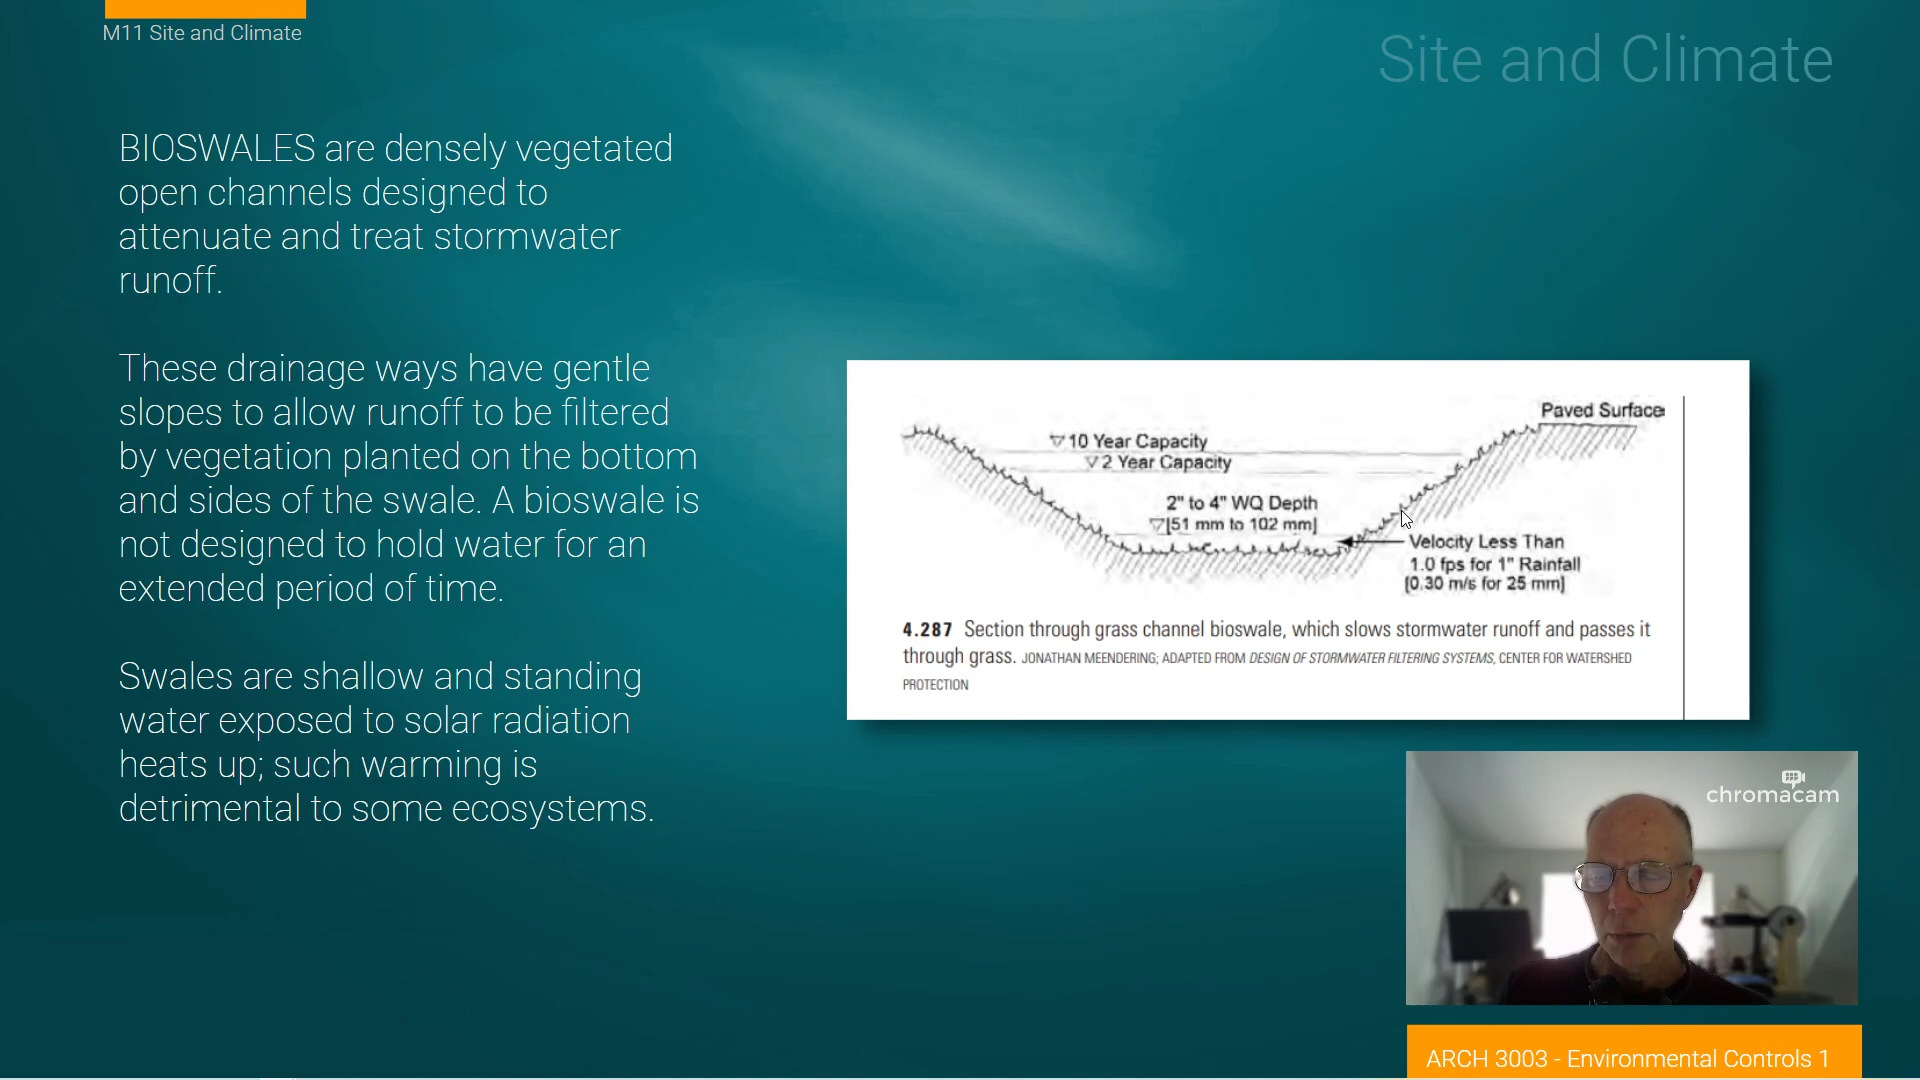 M11 Site and Climate
Site and Climate
BIOSWALES are densely vegetated
open channels designed to
attenuate and treat stormwater
runoff.
These drainage ways have gentle
slopes to allow runoff to be filtered
by vegetation planted on the bottom
and sides of the swale. A bioswale is
not designed to hold water for an
extended period of time.
Swales are shallow and standing
water exposed to solar radiation
heats up; such warming is
detrimental to some ecosystems.
Paved Surface
10 Year Capacity
2 Year Capacity
2" to 4" WQ Depth
[51 mm to 102 mm]
Velocity Less Than
1.0 fps for 1" Rainfall
[0.30 m/s for 25 mm]
4.287 Section through grass channel bioswale, which slows stormwater runoff and passes it
through grass. JONATHAN MEENDERING; ADAPTED FROM DESIGN OF STORMWATER FILTERING SYSTEMS, CENTER FOR WATERSHED
PROTECTION
chromacam
ARCH 3003 - Environmental Controls 1